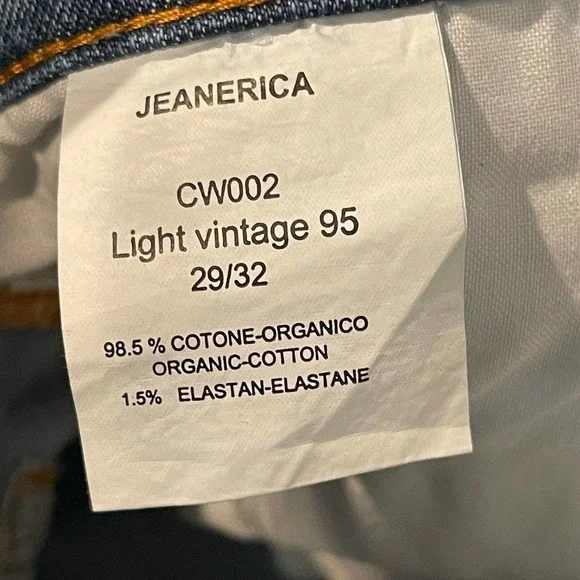 JEANERICA
CW002
Light vintage 95
29/32
98.5 % COTONE-ORGANICO
ORGANIC-COTTON
1.5% ELASTAN-ELASTANE